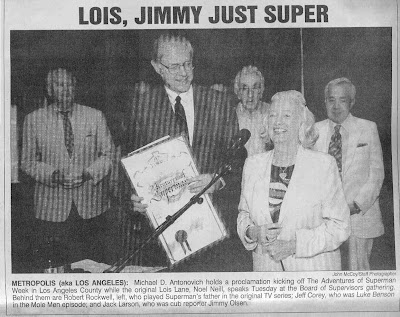 LOIS, JIMMY JUST SUPER
Adventures of
Superman
John McCoy/Staff Photographer
METROPOLIS (aka LOS ANGELES): Michael D. Antonovich holds a proclamation kicking off The Adventures of Superman
Week in Los Angeles County while the original Lois Lane, Noel Neill, speaks Tuesday at the Board of Supervisors gathering.
Behind them are Robert Rockwell, left, who played Superman's father in the original TV series; Jeff Corey, who was Luke Benson
in the Mole Men episode; and Jack Larson, who was cub reporter Jimmy Olsen.